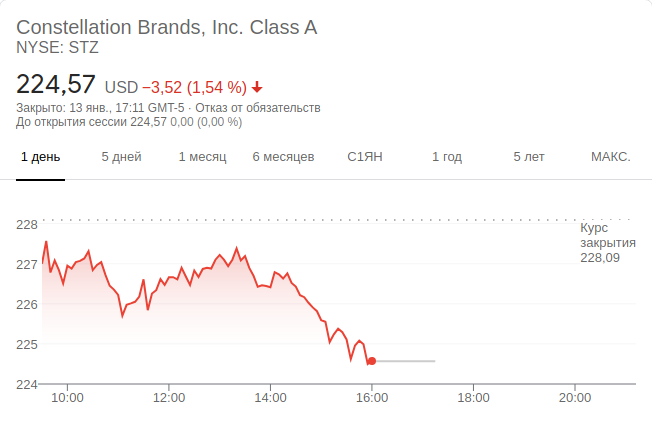 Constellation Brands, Inc. Class A
NYSE: STZ
224,57 USD −3,52 (1,54 %)
Закрыто: 13 янв., 17:11 GMT-5 · Отказ от обязательств
До открытия сессии 224,57 0,00 (0,00 %)
1 день 5 дней 1 месяц 6 месяцев С1ЯН 1 год 5 лет МАКС.
228
Курс
закрытия
228,09
227
226
225
224
10:00 12:00 14:00 16:00 18:00 20:00